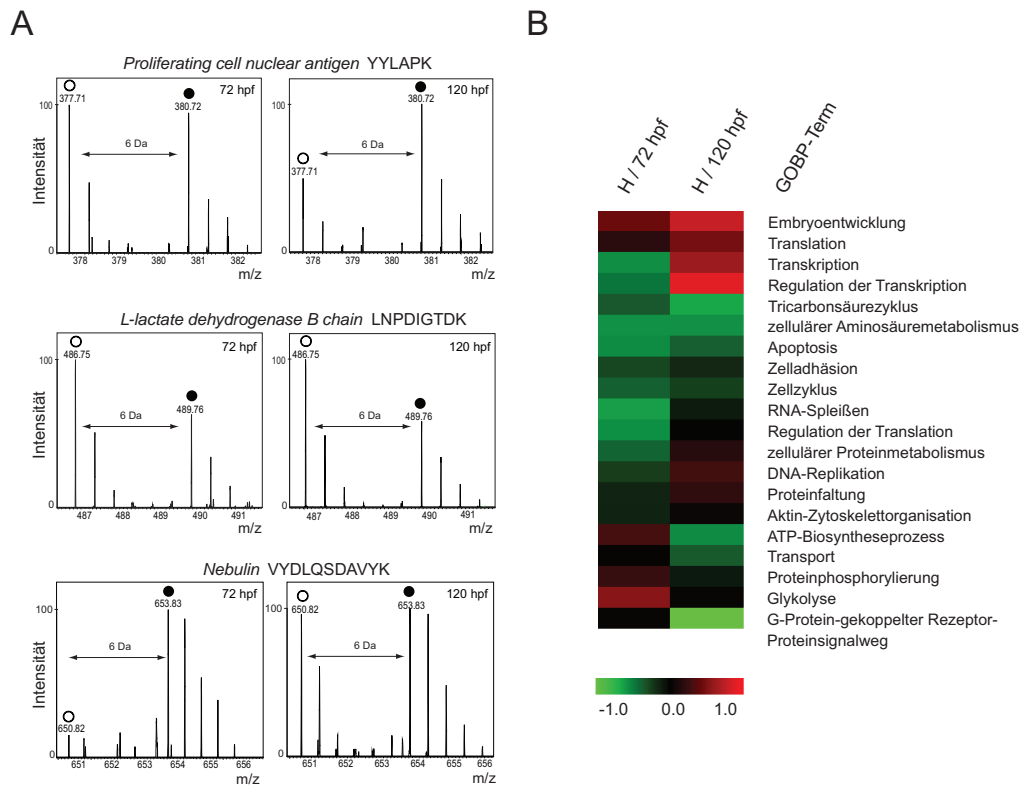 A
Proliferating cell nuclear antigen YYLAPK
Intensität
100
0
377.71
380.72
72 hpf
6 Da
378 379 380 381 382
m/z
100
0
377.71
380.72
120 hpf
6 Da
378 379 380 381 382
m/z
L-lactate dehydrogenase B chain LNPDIGTDK
Intensität
100
0
486.75
489.76
72 hpf
6 Da
487 488 489 490 491
m/z
100
0
486.75
489.76
120 hpf
6 Da
487 488 489 490 491
m/z
Nebulin VYDLQSDAVYK
Intensität
100
0
650.82
653.83
72 hpf
6 Da
651 652 653 654 655 656
m/z
100
0
650.82
653.83
120 hpf
6 Da
651 652 653 654 655 656
m/z
B
H / 72 hpf
H / 120 hpf
GOBP-Term
Embryoentwicklung
Translation
Transkription
Regulation der Transkription
Tricarbonsäurezyklus
zellulärer Aminosäuremetabolismus
Apoptosis
Zelladhäsion
Zellzyklus
RNA-Spleißen
Regulation der Translation
zellulärer Proteinmetabolismus
DNA-Replikation
Proteinfaltung
Aktin-Zytoskelettorganisation
ATP-Biosyntheseprozess
Transport
Proteinphosphorylierung
Glykolyse
G-Protein-gekoppelter Rezeptor-
Proteinsignalweg
-1.0 0.0 1.0